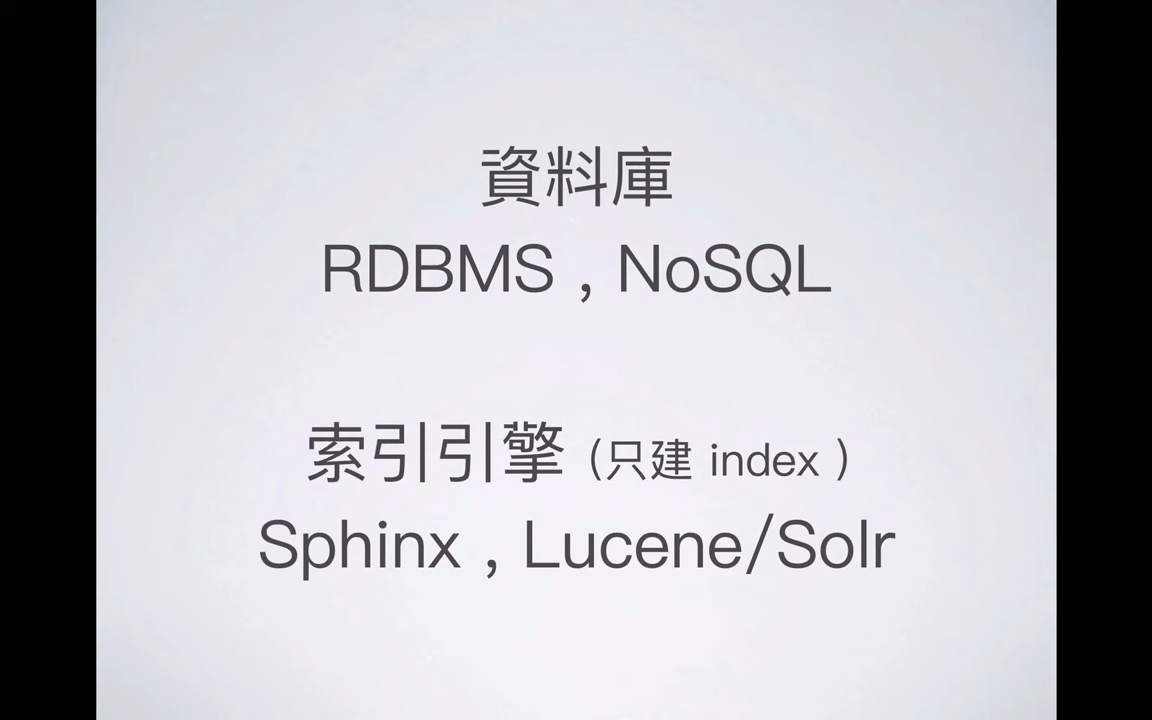 資料庫
RDBMS , NoSQL
索引引擎 (只建 index )
Sphinx , Lucene/Solr